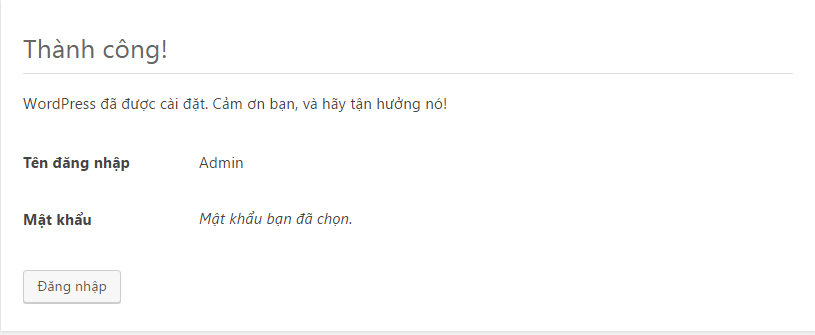 Thành công!
WordPress đã được cài đặt. Cảm ơn bạn, và hãy tận hưởng nó!
Tên đăng nhập Admin
Mật khẩu Mật khẩu bạn đã chọn.
Đăng nhập